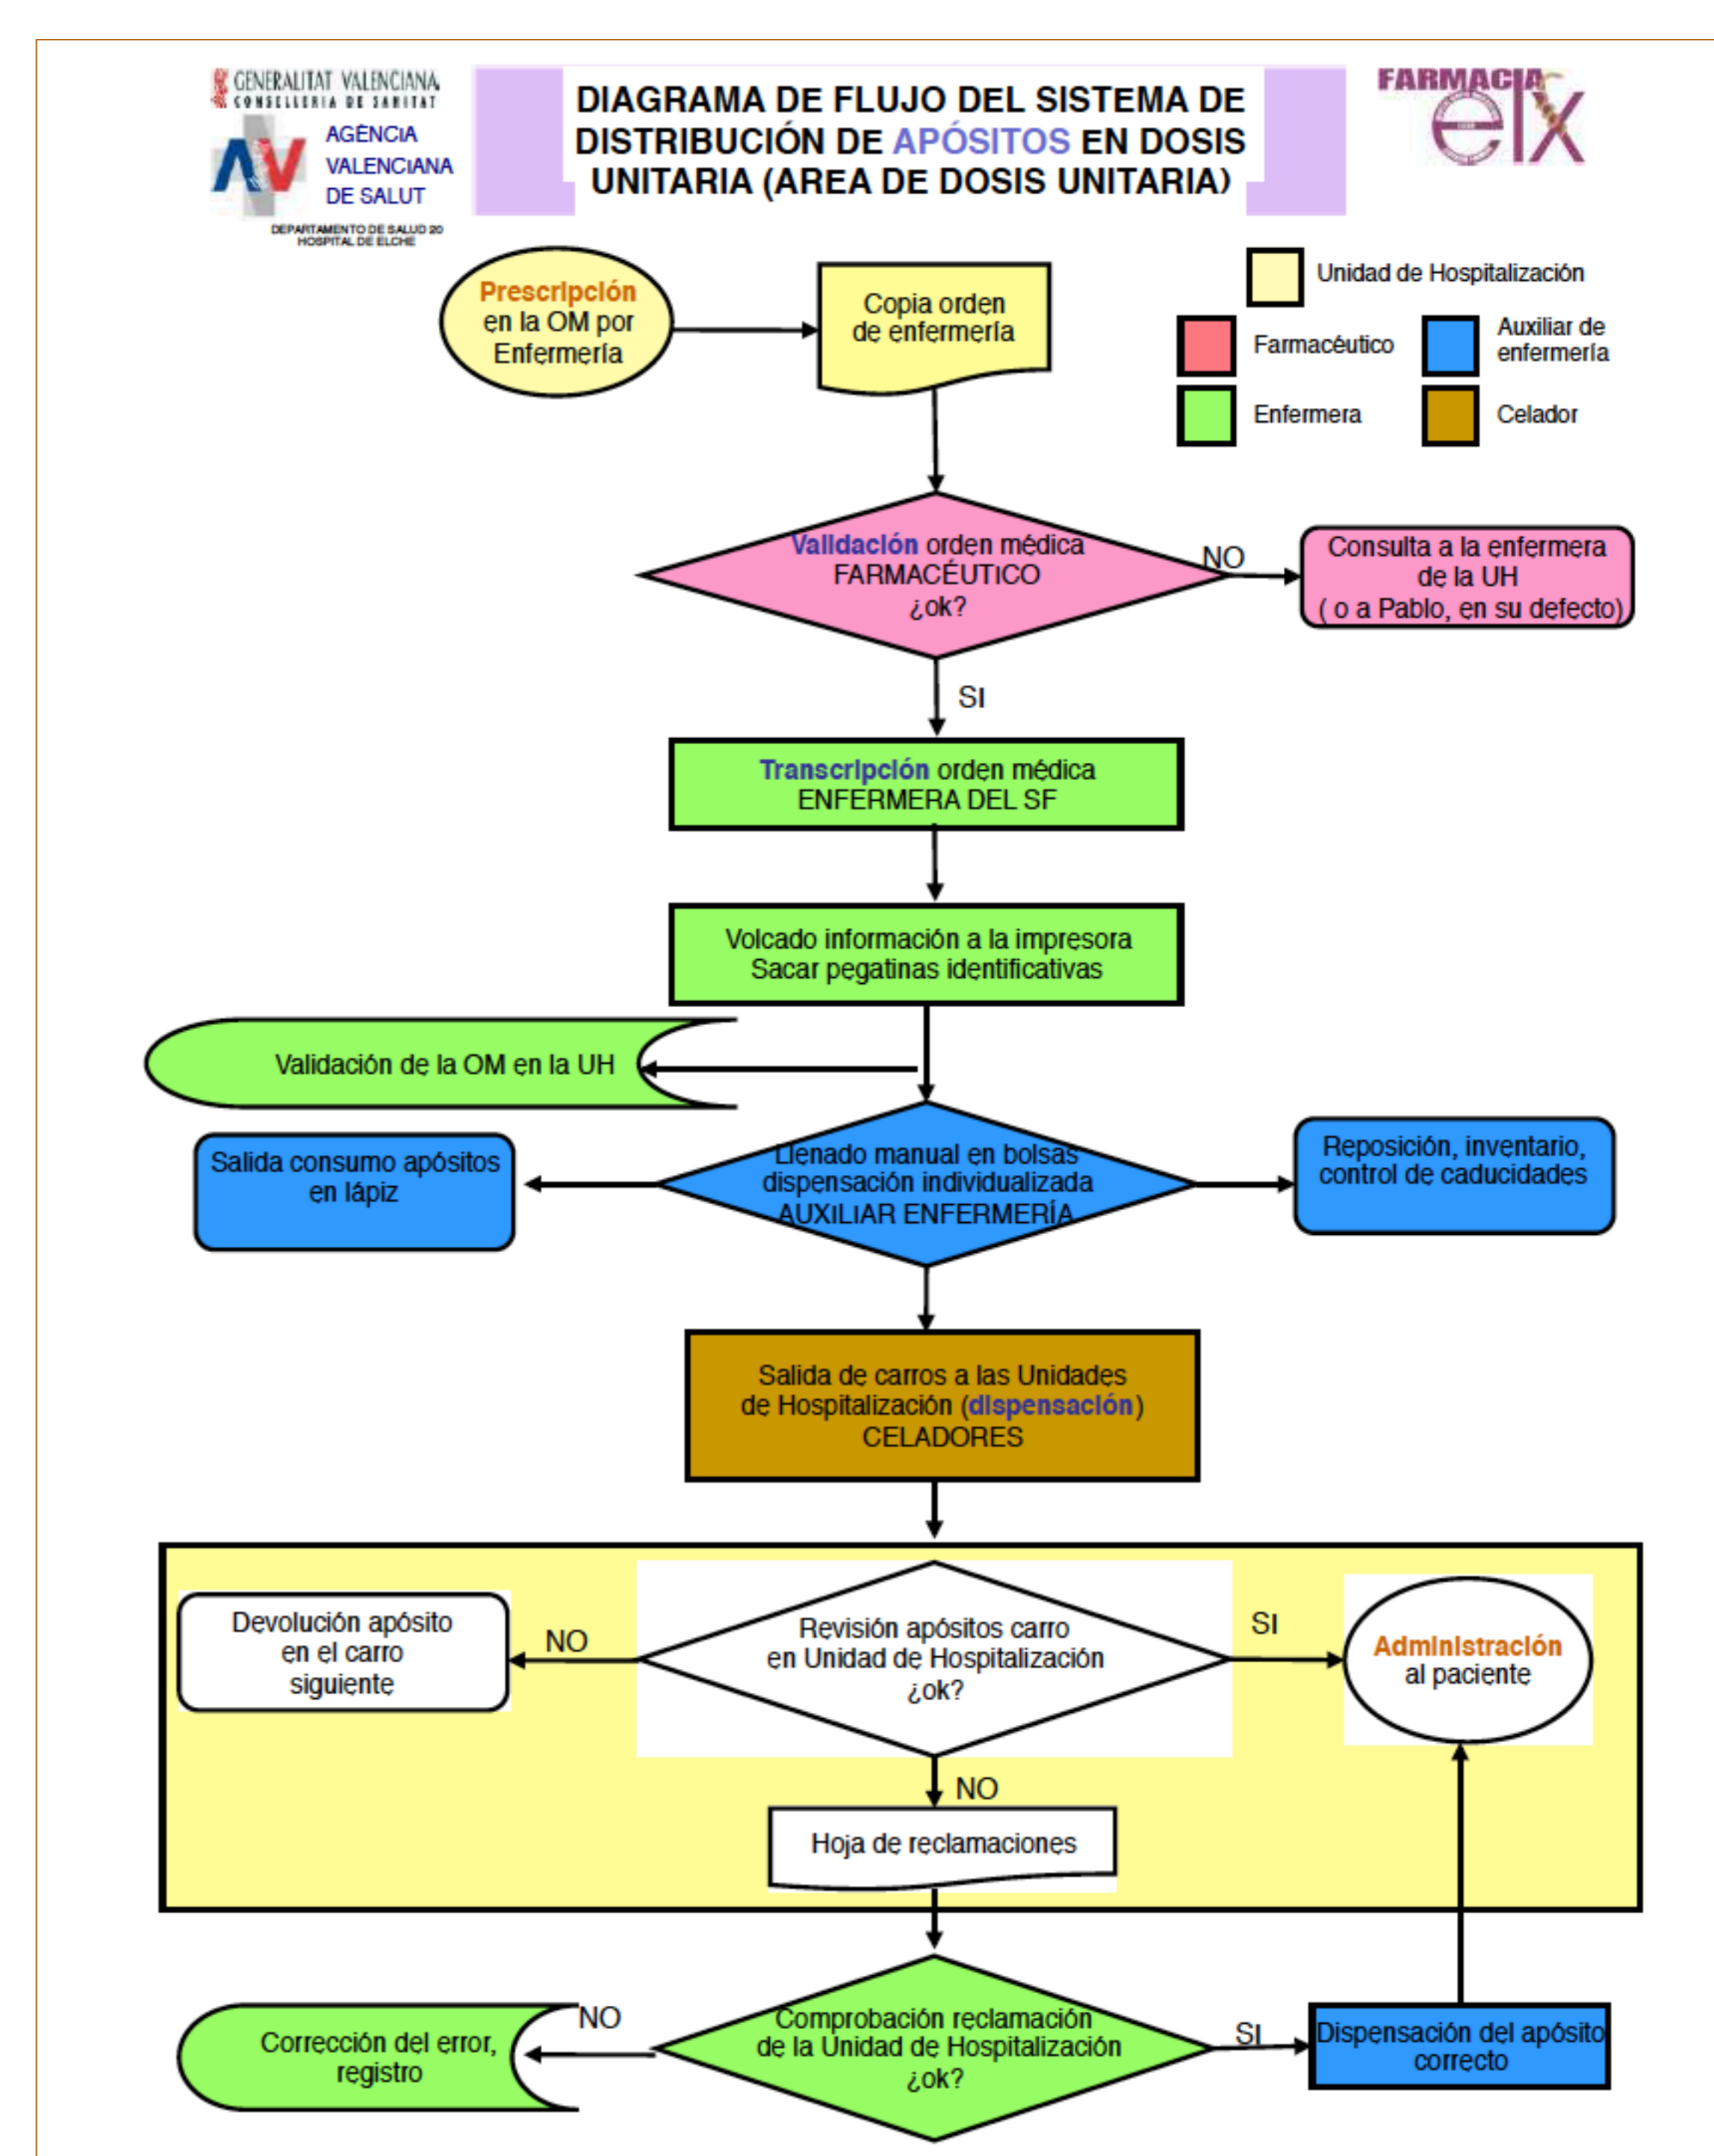 GENERALITAT VALENCIANA
CONSELLERIA DE SANITAT
AGÈNCIA
VALENCIANA
DE SALUT
DEPARTAMENTO DE SALUD 20
HOSPITAL DE ELCHE
DIAGRAMA DE FLUJO DEL SISTEMA DE
DISTRIBUCIÓN DE APÓSITOS EN DOSIS
UNITARIA (AREA DE DOSIS UNITARIA)
FARMACIA
elx
Prescripción
en la OM por
Enfermería
Copia orden
de enfermería
Unidad de Hospitalización
Farmacéutico
Auxiliar de
enfermería
Enfermera
Celador
Validación orden médica
FARMACÉUTICO
¿ok?
NO
Consulta a la enfermera
de la UH
( o a Pablo, en su defecto)
SI
Transcripción orden médica
ENFERMERA DEL SF
Volcado información a la impresora
Sacar pegatinas identificativas
Validación de la OM en la UH
Salida consumo apósitos
en lápiz
Llenado manual en bolsas
dispensación individualizada
AUXILIAR ENFERMERÍA
Reposición, inventario,
control de caducidades
Salida de carros a las Unidades
de Hospitalización (dispensación)
CELADORES
Devolución apósito
en el carro
siguiente
NO
Revisión apósitos carro
en Unidad de Hospitalización
¿ok?
SI
Administración
al paciente
NO
Hoja de reclamaciones
Corrección del error,
registro
NO
Comprobación reclamación
de la Unidad de Hospitalización
¿ok?
SI
Dispensación del apósito
correcto